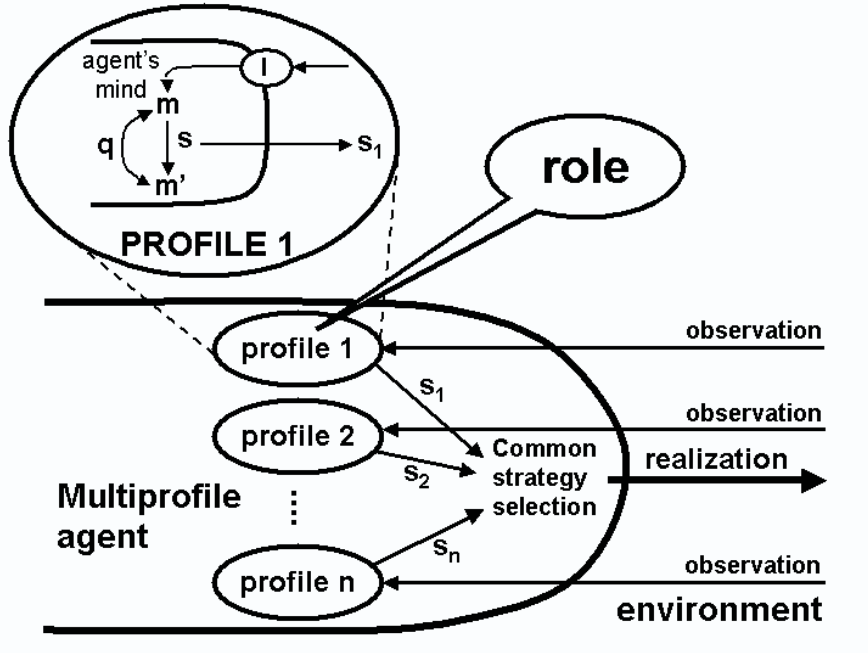 agent's
mind
I
m
q
s
s1
m'
PROFILE 1
role
observation
profile 1
s1
observation
profile 2
s2
Common
strategy
selection
realization
Multiprofile
agent
sn
observation
profile n
environment